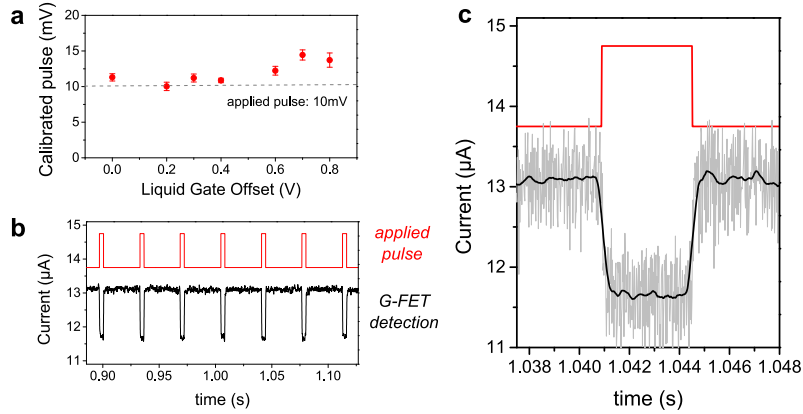 a
Calibrated pulse (mV)
20
15
10
5
0
applied pulse: 10mV
0.0 0.2 0.4 0.6 0.8
Liquid Gate Offset (V)
b
Current (µA)
15
14
13
12
11
0.90 0.95 1.00 1.05 1.10
time (s)
applied
pulse
G-FET
detection
c
Current (µA)
15
14
13
12
11
1.038 1.040 1.042 1.044 1.046 1.048
time (s)